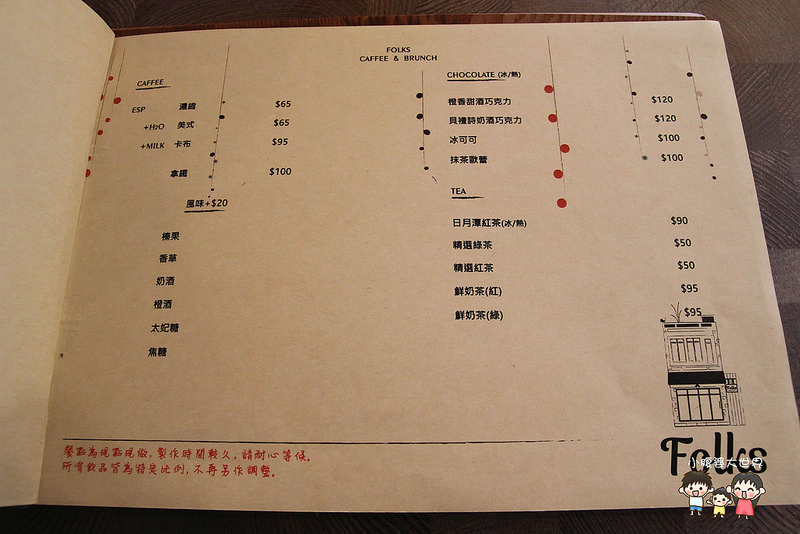 FOLKS
CAFFEE & BRUNCH
CAFFEE
ESP 濃縮 $65
+H2O 美式 $65
+MILK 卡布 $95
拿鐵 $100
風味+$20
榛果
香草
奶酒
橙酒
太妃糖
焦糖
CHOCOLATE (冰/熱)
橙香甜酒巧克力 $120
貝禮詩奶酒巧克力 $120
冰可可 $100
抹茶歐蕾 $100
TEA
日月潭紅茶(冰/熱) $90
精選綠茶 $50
精選紅茶 $50
鮮奶茶(紅) $95
鮮奶茶(綠) $95
餐點為現點現做,製作時間較久,請耐心等候。
所有飲品皆為特定比例,不再另作調整。
Folks
小腹婆大世界